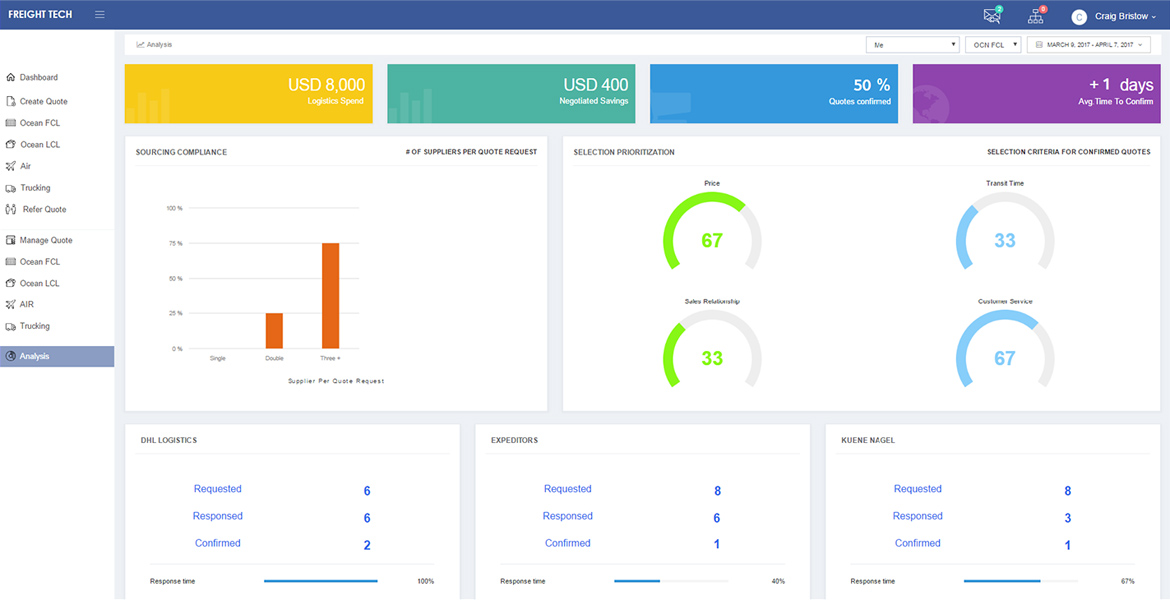 FREIGHT TECH
2
0
C
Craig Bristow
Analysis
Me
OCN FCL
MARCH 9, 2017 - APRIL 7, 2017
Dashboard
Create Quote
Ocean FCL
Ocean LCL
Air
Trucking
Refer Quote
Manage Quote
Ocean FCL
Ocean LCL
AIR
Trucking
Analysis
USD 8,000
Logistics Spend
USD 400
Negotiated Savings
50 %
Quotes confirmed
+ 1 days
Avg.Time To Confirm
SOURCING COMPLIANCE
# OF SUPPLIERS PER QUOTE REQUEST
100 %
75 %
50 %
25 %
0 %
Single Double Three +
Supplier Per Quote Request
SELECTION PRIORITIZATION
SELECTION CRITERIA FOR CONFIRMED QUOTES
Price
67
Transit Time
33
Sales Relationship
33
Customer Service
67
DHL LOGISTICS
Requested 6
Responsed 6
Confirmed 2
Response time 100%
EXPEDITORS
Requested 8
Responsed 6
Confirmed 1
Response time 40%
KUENE NAGEL
Requested 8
Responsed 3
Confirmed 1
Response time 67%